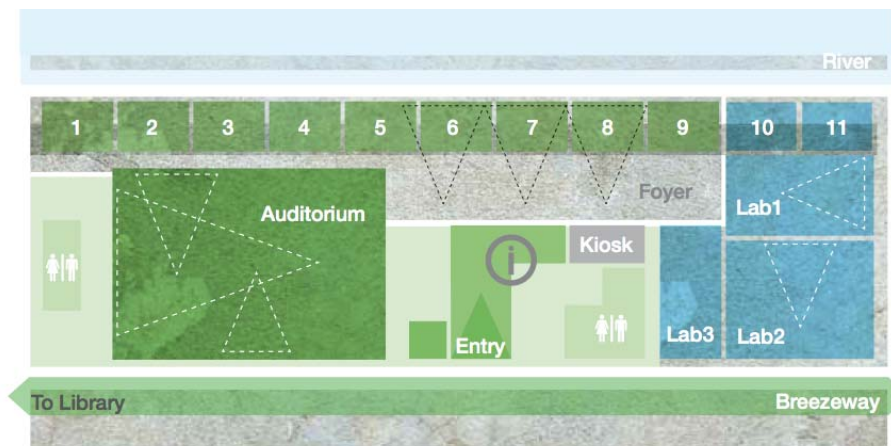 River
1 2 3 4 5 6 7 8 9 10 11
Foyer
Auditorium
Lab1
i
Kiosk
Entry
Lab3
Lab2
To Library
Breezeway